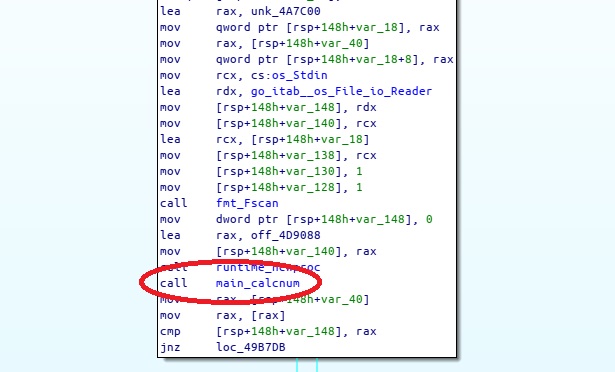 lea rax, unk_4A7C00
mov qword ptr [rsp+148h+var_18], rax
mov rax, [rsp+148h+var_40]
mov qword ptr [rsp+148h+var_18+8], rax
mov rcx, cs:os_Stdin
lea rdx, go_itab__os_File_io_Reader
mov [rsp+148h+var_148], rdx
mov [rsp+148h+var_140], rcx
lea rcx, [rsp+148h+var_18]
mov [rsp+148h+var_138], rcx
mov [rsp+148h+var_130], 1
mov [rsp+148h+var_128], 1
call fmt_Fscan
mov dword ptr [rsp+148h+var_148], 0
lea rax, off_4D9088
mov [rsp+148h+var_140], rax
call runtime_newproc
call main_calcnum
mov rax, [rsp+148h+var_40]
mov rax, [rax]
cmp [rsp+148h+var_148], rax
jnz loc_49B7DB